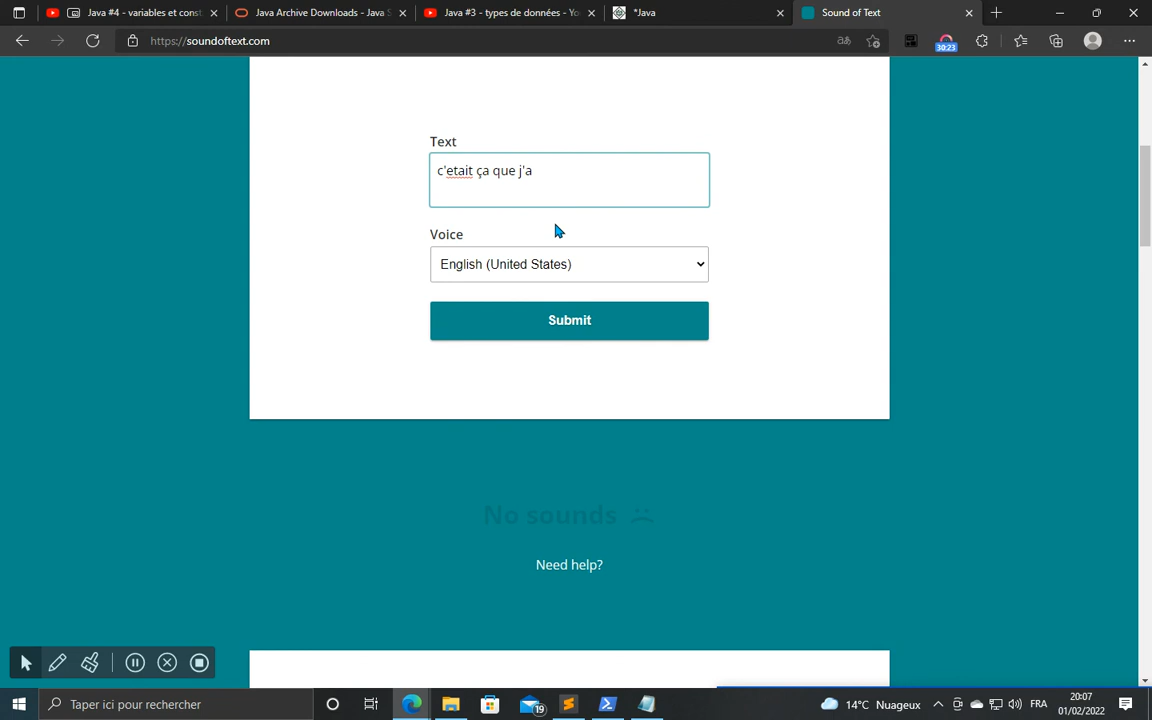 Java #4 - variables et const
Java Archive Downloads - Java S
Java #3 - types de données - Yo
*Java
Sound of Text
https://soundoftext.com
30:23
Text
c'etait ça que j'a
Voice
English (United States)
Submit
No sounds
Need help?
Taper ici pour rechercher
19
14°C Nuageux
FRA
20:07
01/02/2022